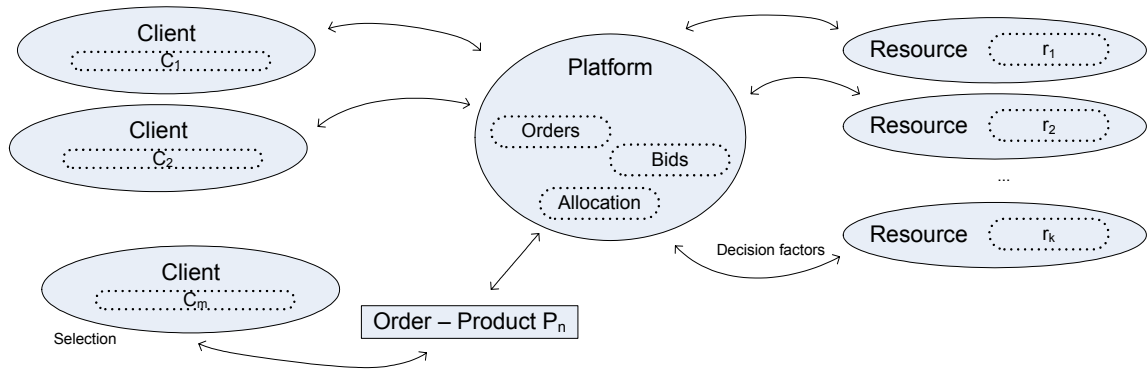 Client
C₁
Client
C₂
Client
Cₘ
Selection
Platform
Orders
Bids
Allocation
Order – Product Pₙ
Decision factors
Resource r₁
Resource r₂
...
Resource rₖ